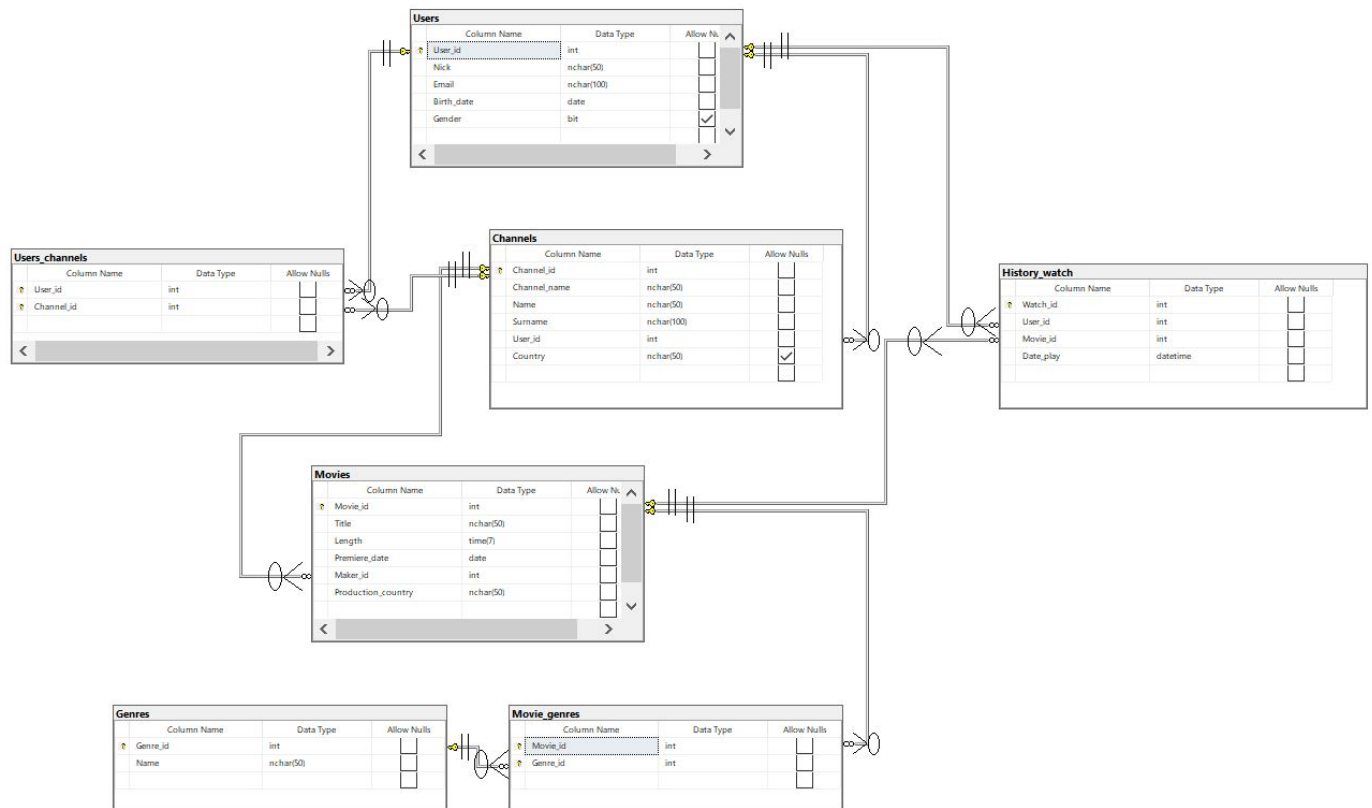 Users
Column Name Data Type Allow Nu
User_id int
Nick nchar(50)
Email nchar(100)
Birth_date date
Gender bit
Users_channels
Column Name Data Type Allow Nulls
User_id int
Channel_id int
Channels
Column Name Data Type Allow Nulls
Channel_id int
Channel_name nchar(50)
Name nchar(50)
Surname nchar(100)
User_id int
Country nchar(50)
History_watch
Column Name Data Type Allow Nulls
Watch_id int
User_id int
Movie_id int
Date_play datetime
Movies
Column Name Data Type Allow Nu
Movie_id int
Title nchar(50)
Length time(7)
Premiere_date date
Maker_id int
Production_country nchar(50)
Genres
Column Name Data Type Allow Nulls
Genre_id int
Name nchar(50)
Movie_genres
Column Name Data Type Allow Nulls
Movie_id int
Genre_id int